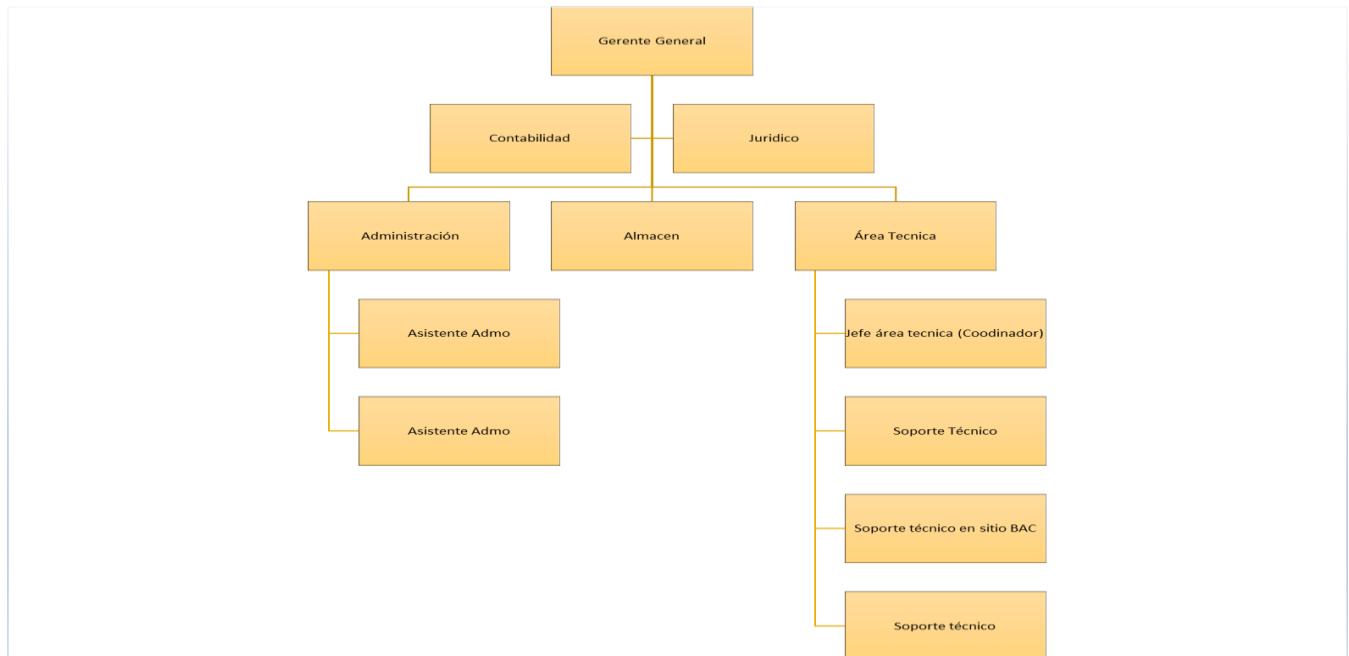 Gerente General
Contabilidad
Juridico
Administración
Almacen
Área Tecnica
Asistente Admo
Jefe área tecnica (Coodinador)
Asistente Admo
Soporte Técnico
Soporte técnico en sitio BAC
Soporte técnico